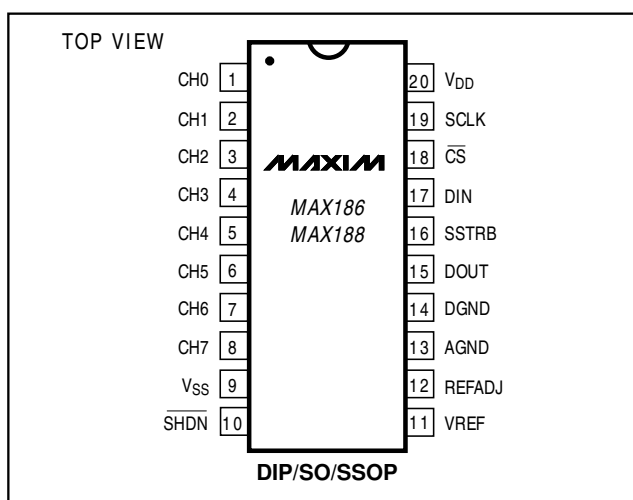 TOP VIEW
CH0 1 20 VDD
CH1 2 19 SCLK
CH2 3 MAXIM 18 C̅S̅
CH3 4 MAX186 17 DIN
CH4 5 MAX188 16 SSTRB
CH5 6 15 DOUT
CH6 7 14 DGND
CH7 8 13 AGND
VSS 9 12 REFADJ
S̅H̅D̅N̅ 10 11 VREF
DIP/SO/SSOP